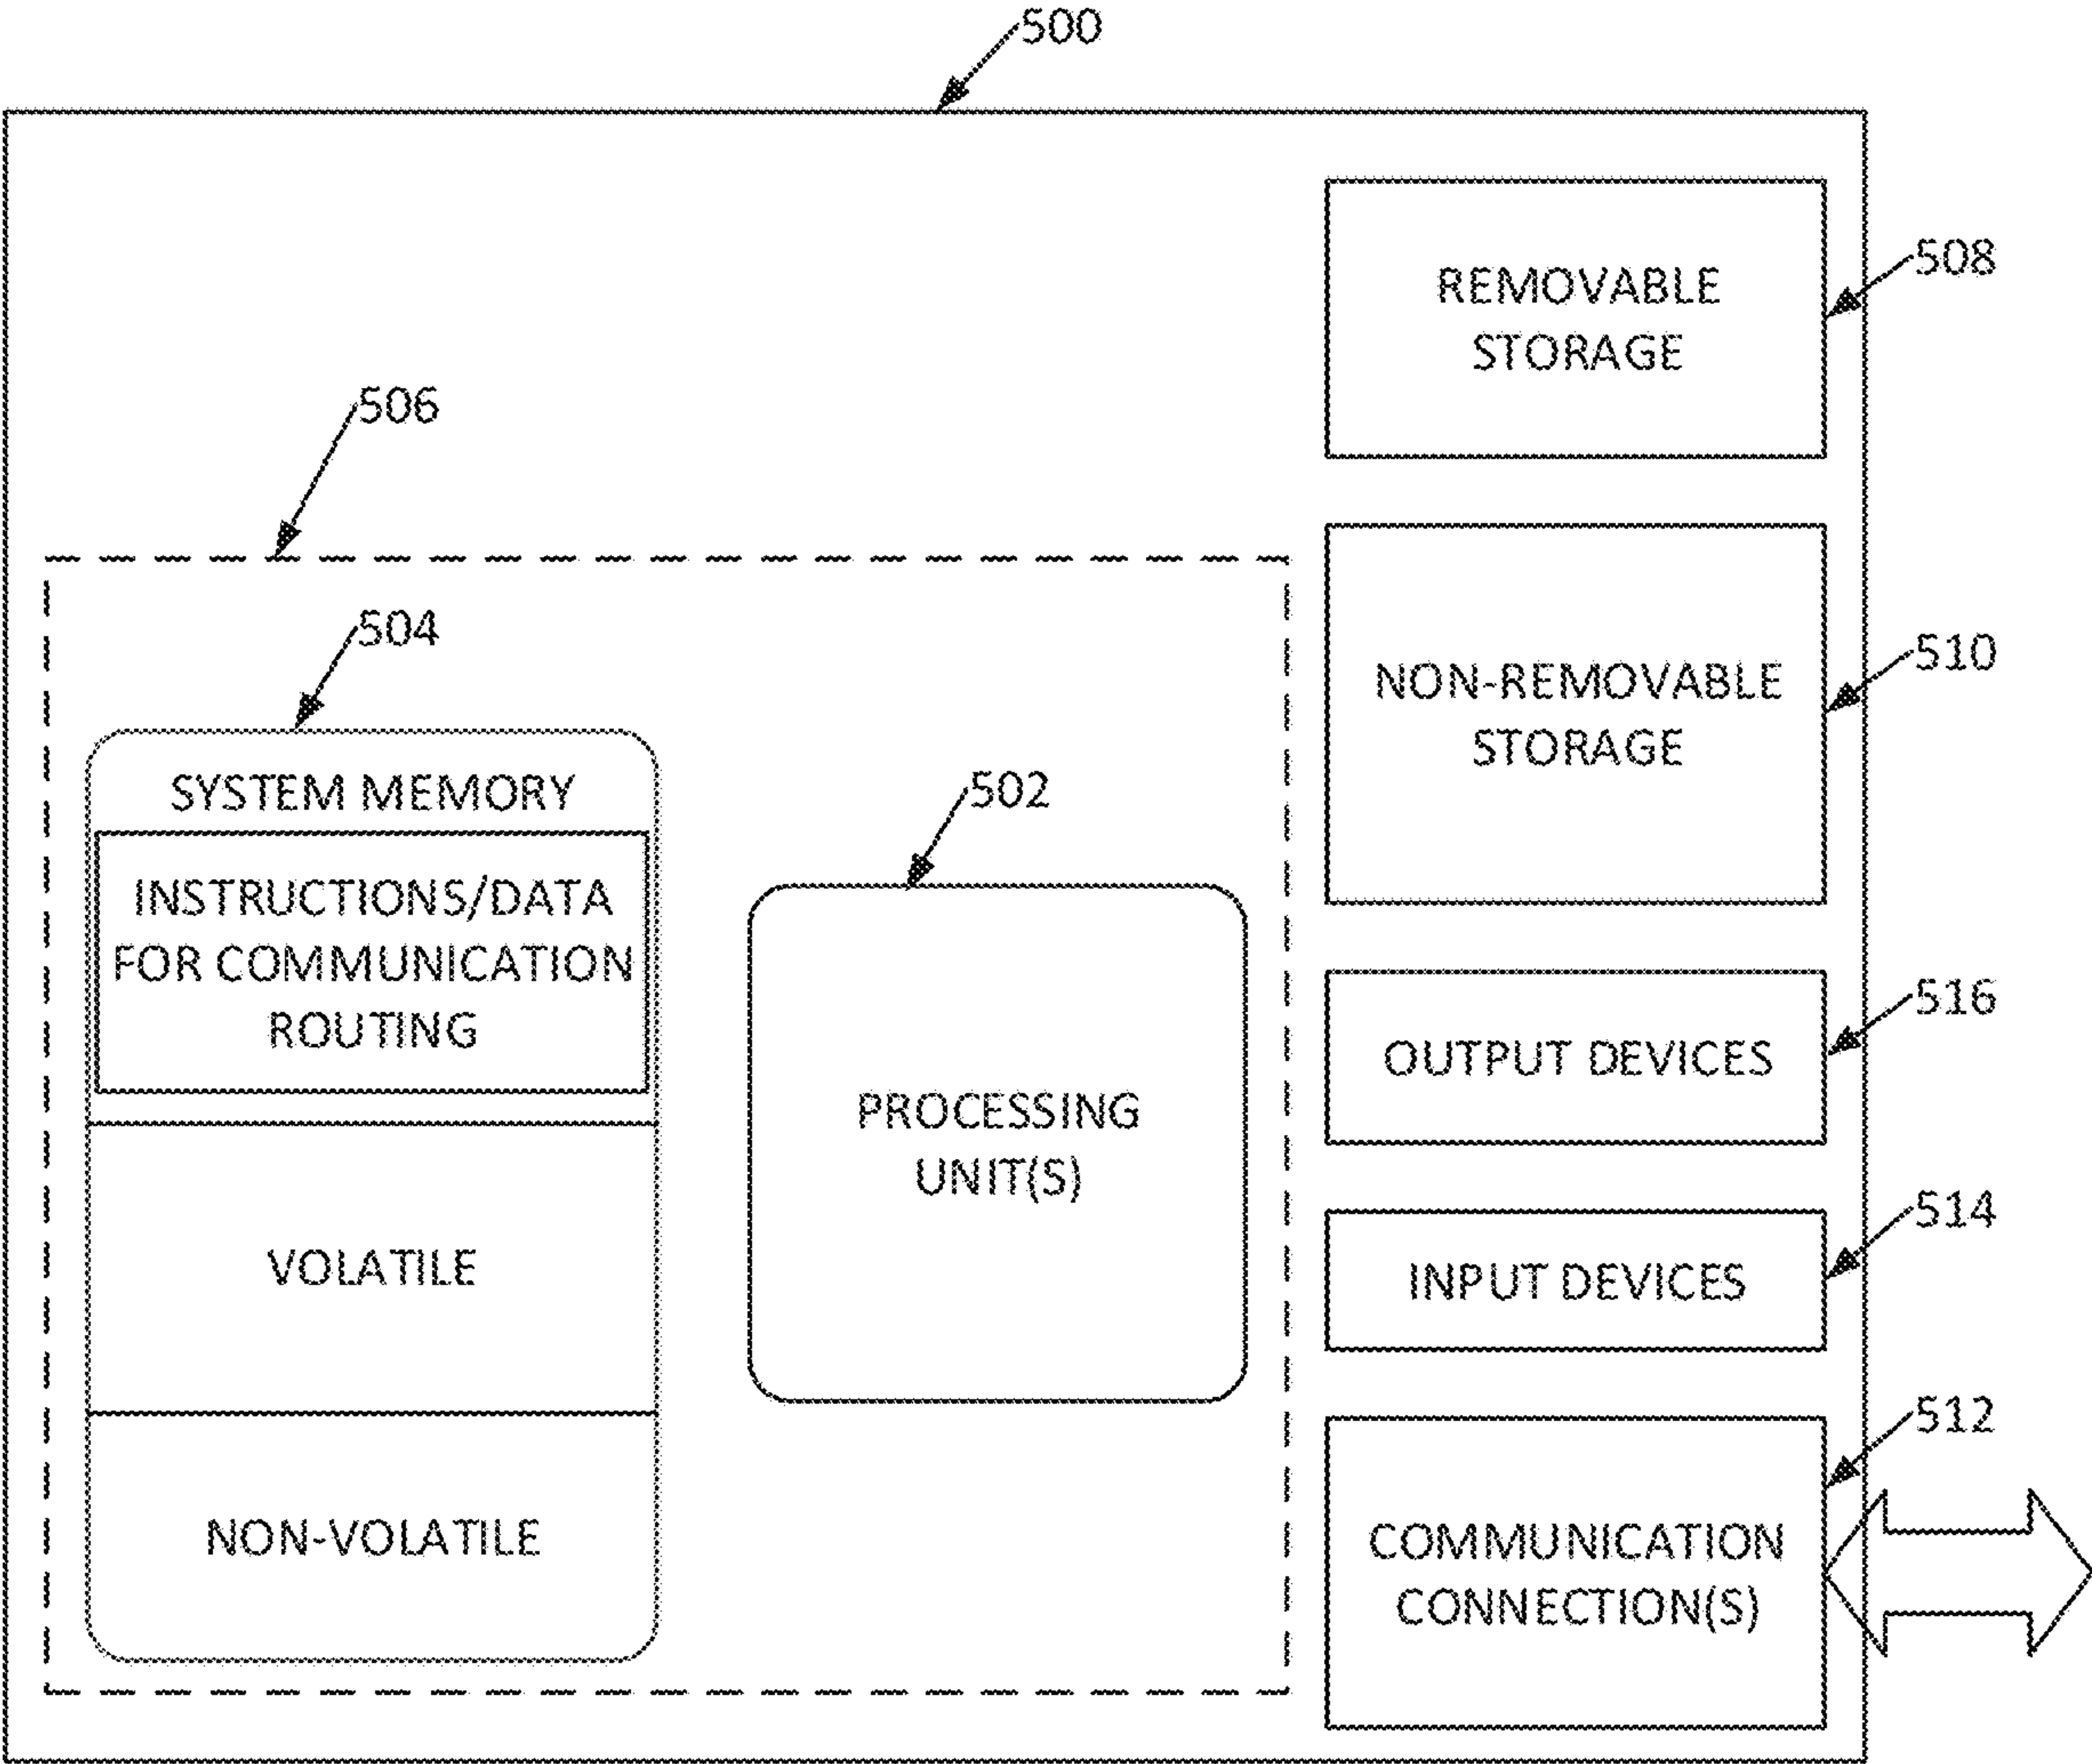 500
REMOVABLE
STORAGE
508
506
NON-REMOVABLE
STORAGE
510
504
SYSTEM MEMORY
INSTRUCTIONS/DATA
FOR COMMUNICATION
ROUTING
VOLATILE
NON-VOLATILE
502
PROCESSING
UNIT(S)
OUTPUT DEVICES
516
INPUT DEVICES
514
COMMUNICATION
CONNECTION(S)
512